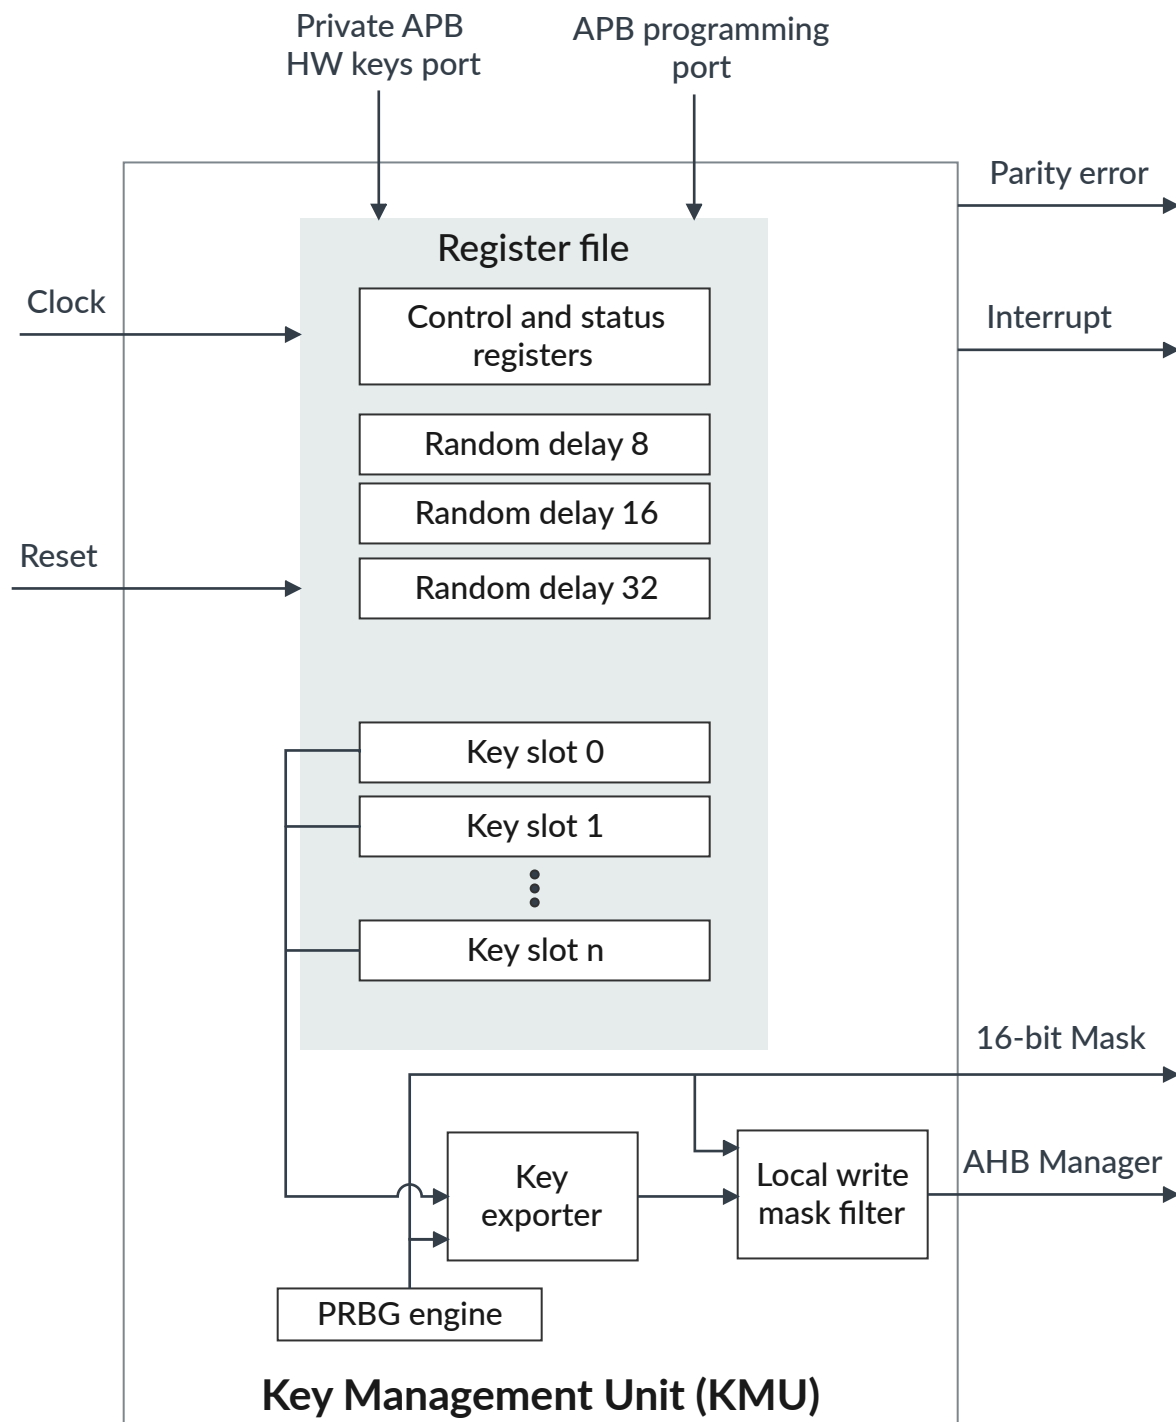 Private APB
HW keys port
APB programming
port
Parity error
Register file
Clock
Control and status
registers
Interrupt
Random delay 8
Random delay 16
Reset
Random delay 32
Key slot 0
Key slot 1
Key slot n
16-bit Mask
Key
exporter
Local write
mask filter
AHB Manager
PRBG engine
Key Management Unit (KMU)